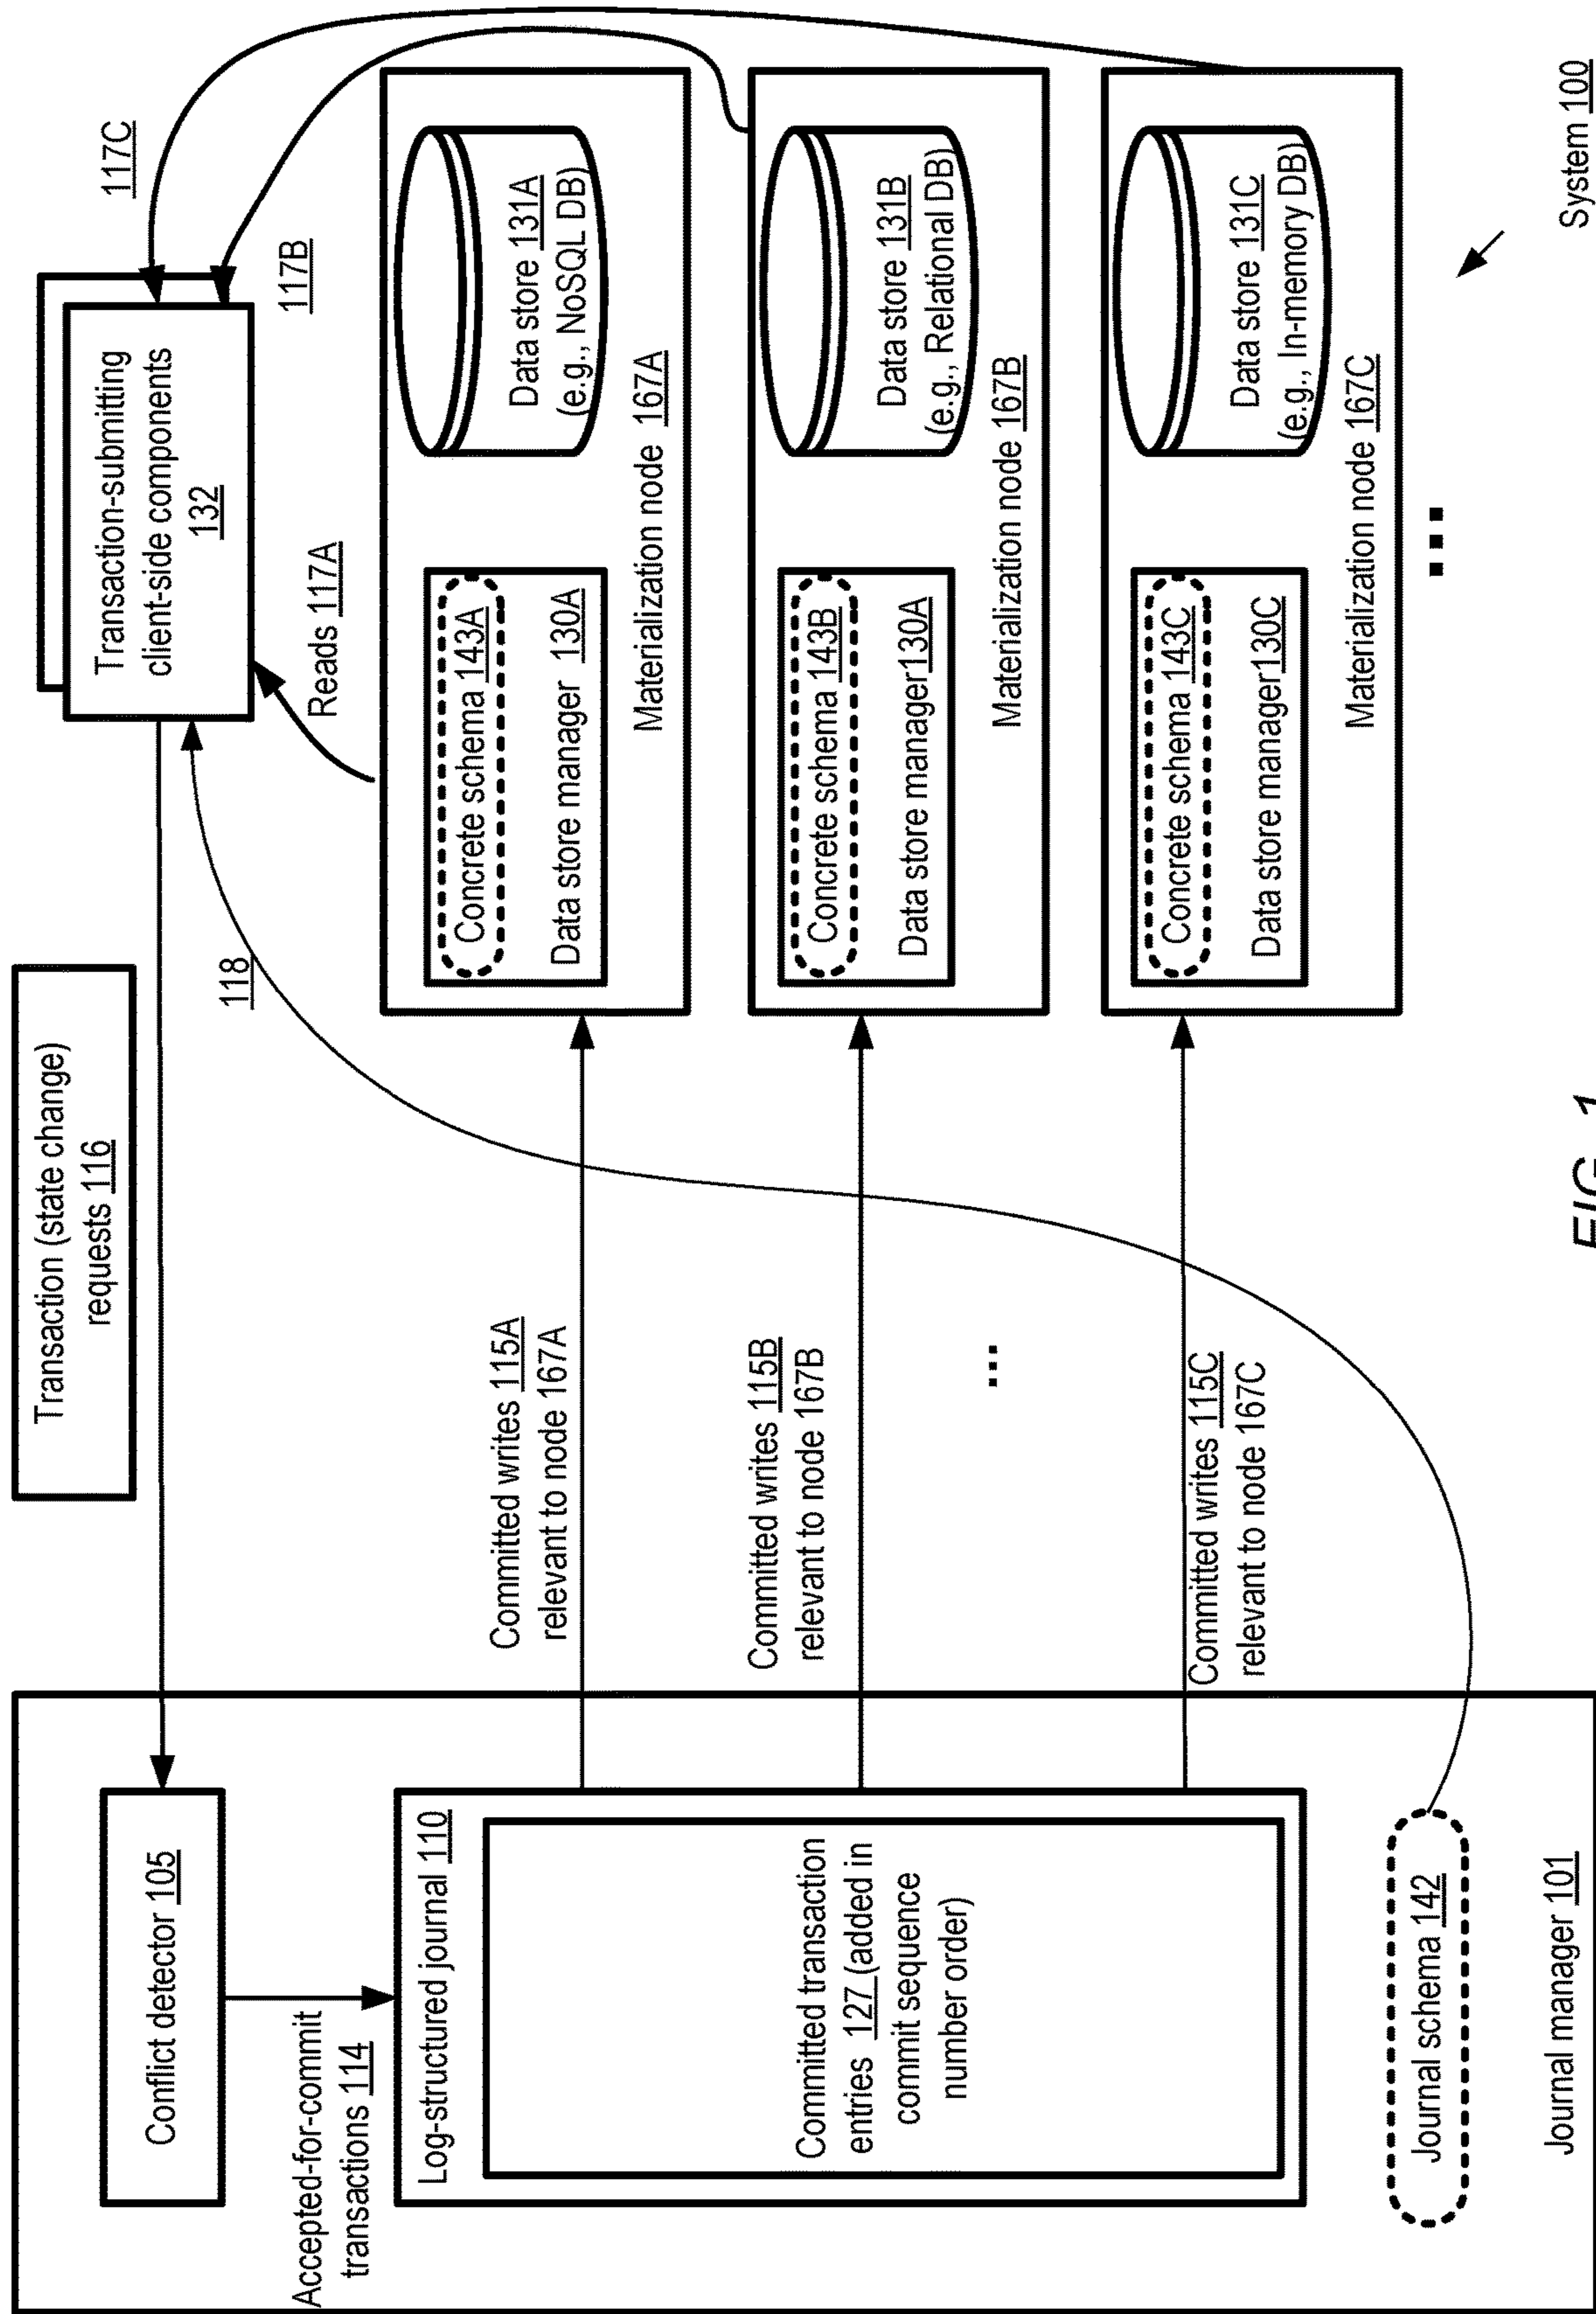 Transaction (state change)
requests 116
Transaction-submitting
client-side components
132
117C
117B
Reads 117A
118
Conflict detector 105
Accepted-for-commit
transactions 114
Log-structured journal 110
Committed transaction
entries 127 (added in
commit sequence
number order)
Journal schema 142
Journal manager 101
Committed writes 115A
relevant to node 167A
Committed writes 115B
relevant to node 167B
...
Committed writes 115C
relevant to node 167C
Concrete schema 143A
Data store manager 130A
Data store 131A
(e.g., NoSQL DB)
Materialization node 167A
Concrete schema 143B
Data store manager130A
Data store 131B
(e.g., Relational DB)
Materialization node 167B
Concrete schema 143C
Data store manager130C
Data store 131C
(e.g., In-memory DB)
Materialization node 167C
...
System 100
FIG. 1